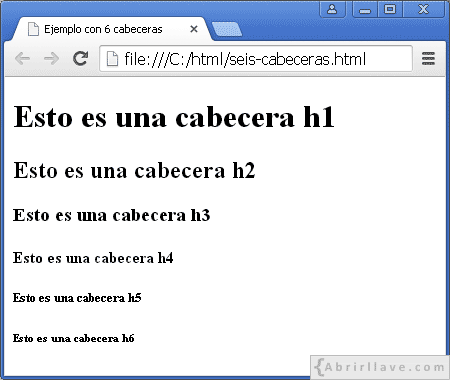 Ejemplo con 6 cabeceras
file:///C:/html/seis-cabeceras.html
Esto es una cabecera h1
Esto es una cabecera h2
Esto es una cabecera h3
Esto es una cabecera h4
Esto es una cabecera h5
Esto es una cabecera h6
{Abrirllave.com